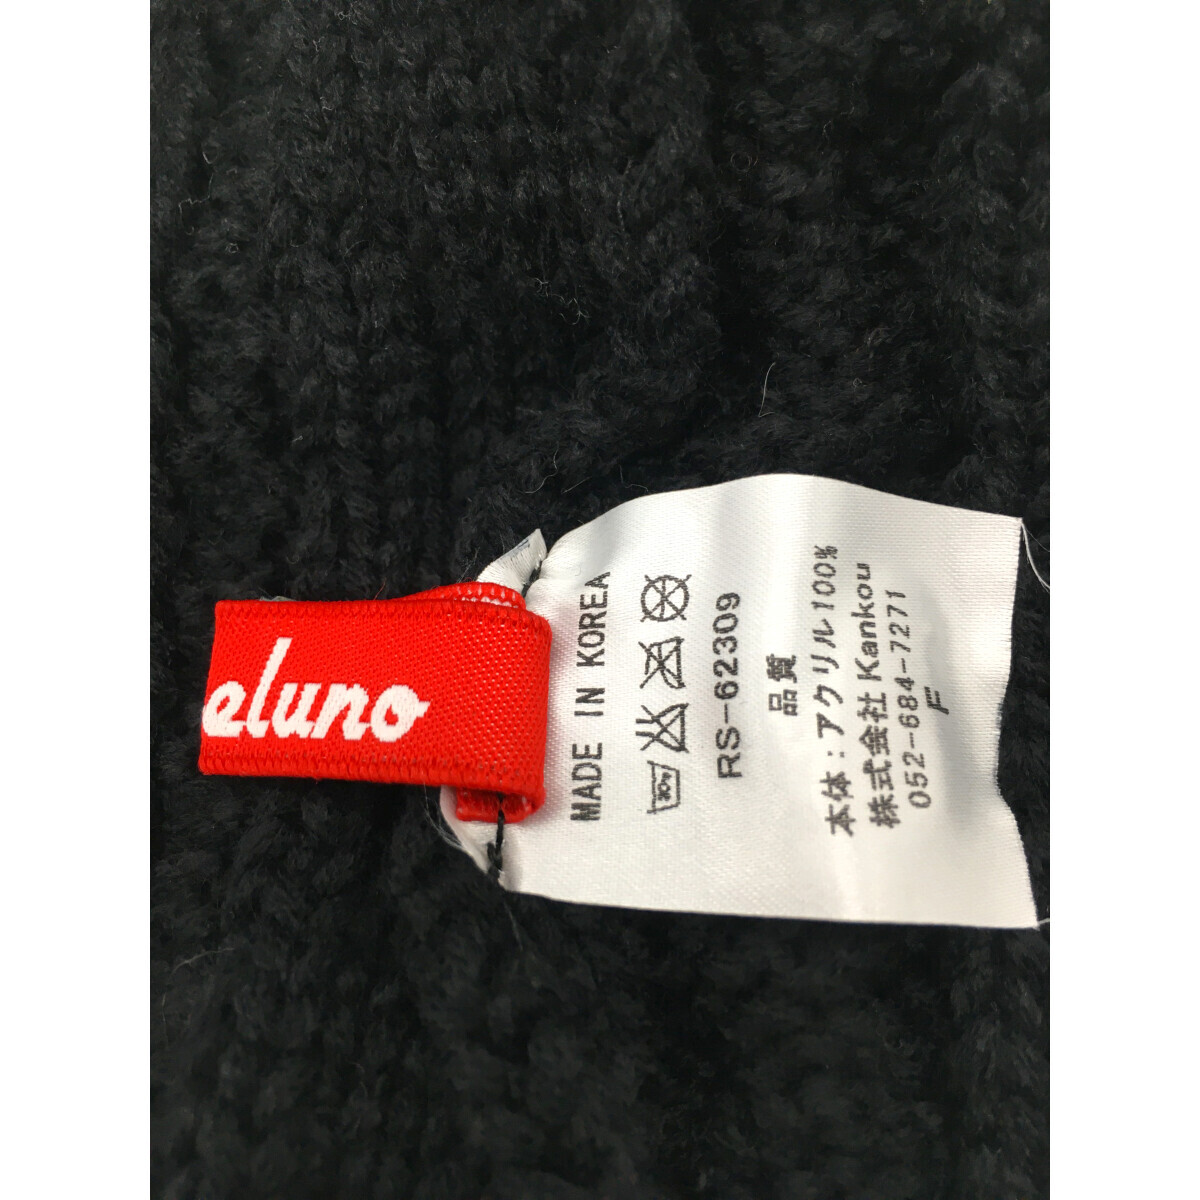 eluno
MADE IN KOREA
RS-62309
品質
本体：アクリル100%
株式会社 Kankou
052-684-7271
F